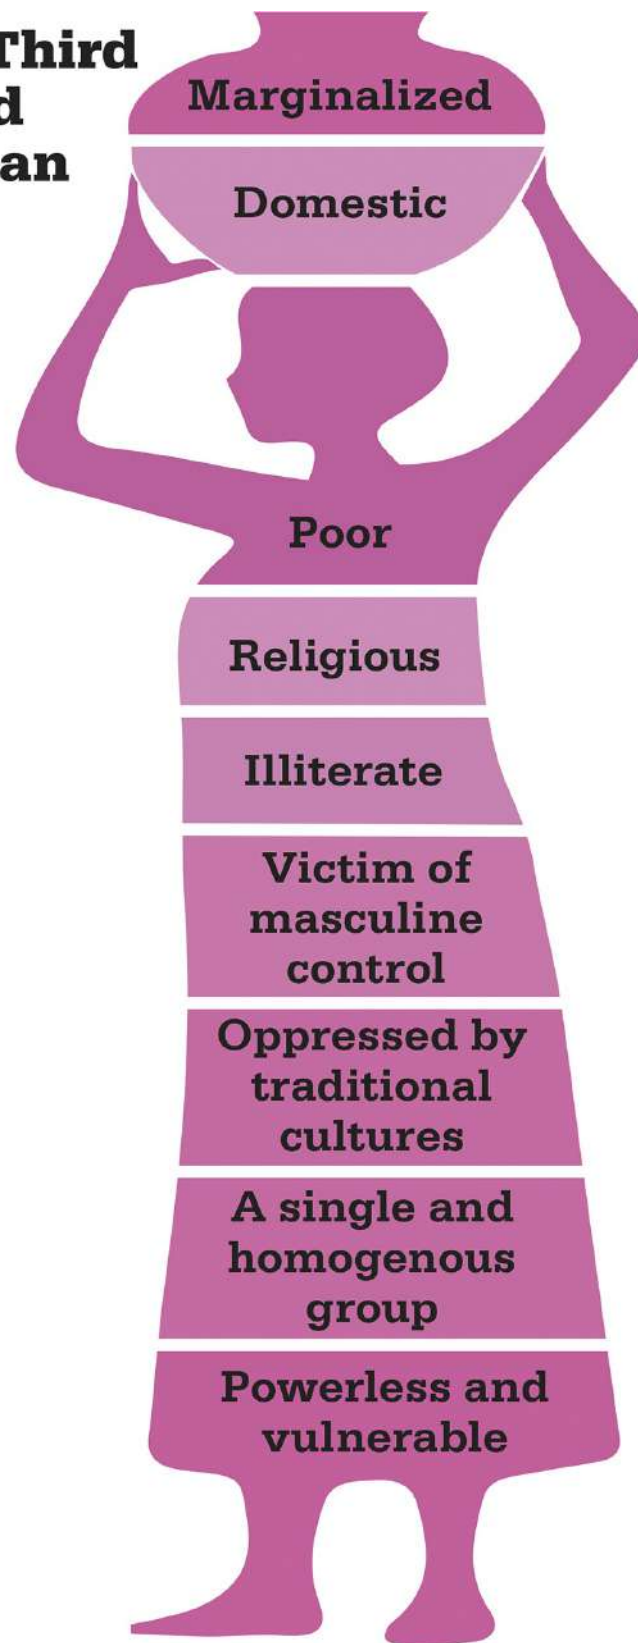 Third
d
an
Marginalized
Domestic
Poor
Religious
Illiterate
Victim of
masculine
control
Oppressed by
traditional
cultures
A single and
homogenous
group
Powerless and
vulnerable